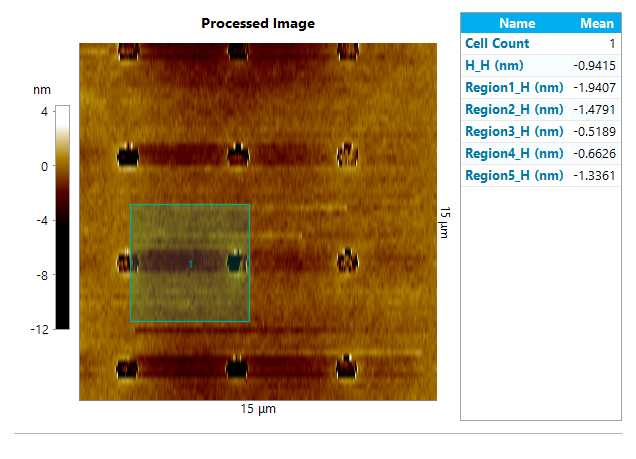 Processed Image
nm
4
0
-4
-8
-12
1
15 µm
15 µm
Name Mean
Cell Count 1
H_H (nm) -0.9415
Region1_H (nm) -1.9407
Region2_H (nm) -1.4791
Region3_H (nm) -0.5189
Region4_H (nm) -0.6626
Region5_H (nm) -1.3361